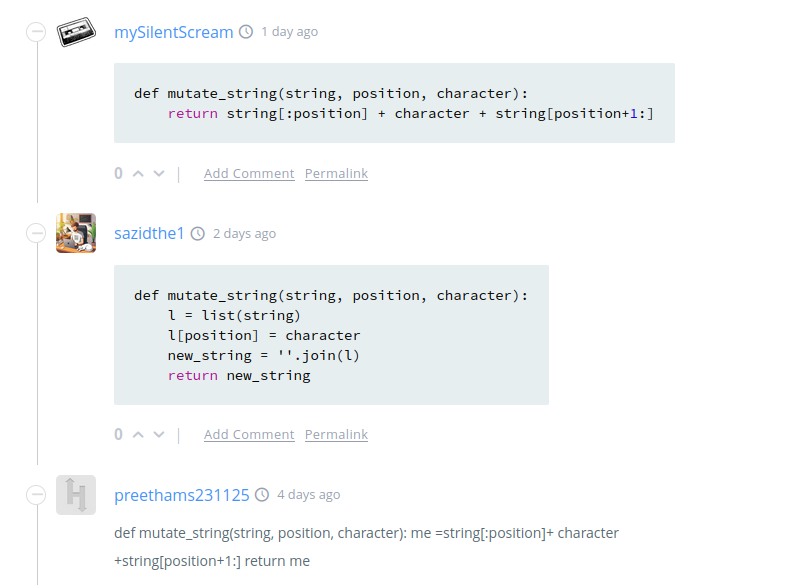 mySilentScream 1 day ago
def mutate_string(string, position, character):
    return string[:position] + character + string[position+1:]
0 | Add Comment Permalink
sazidthe1 2 days ago
def mutate_string(string, position, character):
    l = list(string)
    l[position] = character
    new_string = ''.join(l)
    return new_string
0 | Add Comment Permalink
preethams231125 4 days ago
def mutate_string(string, position, character): me =string[:position]+ character
+string[position+1:] return me